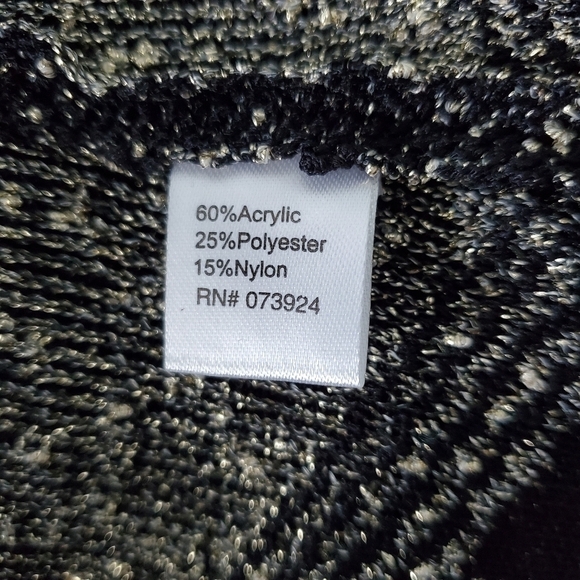 60%Acrylic
25%Polyester
15%Nylon
RN# 073924